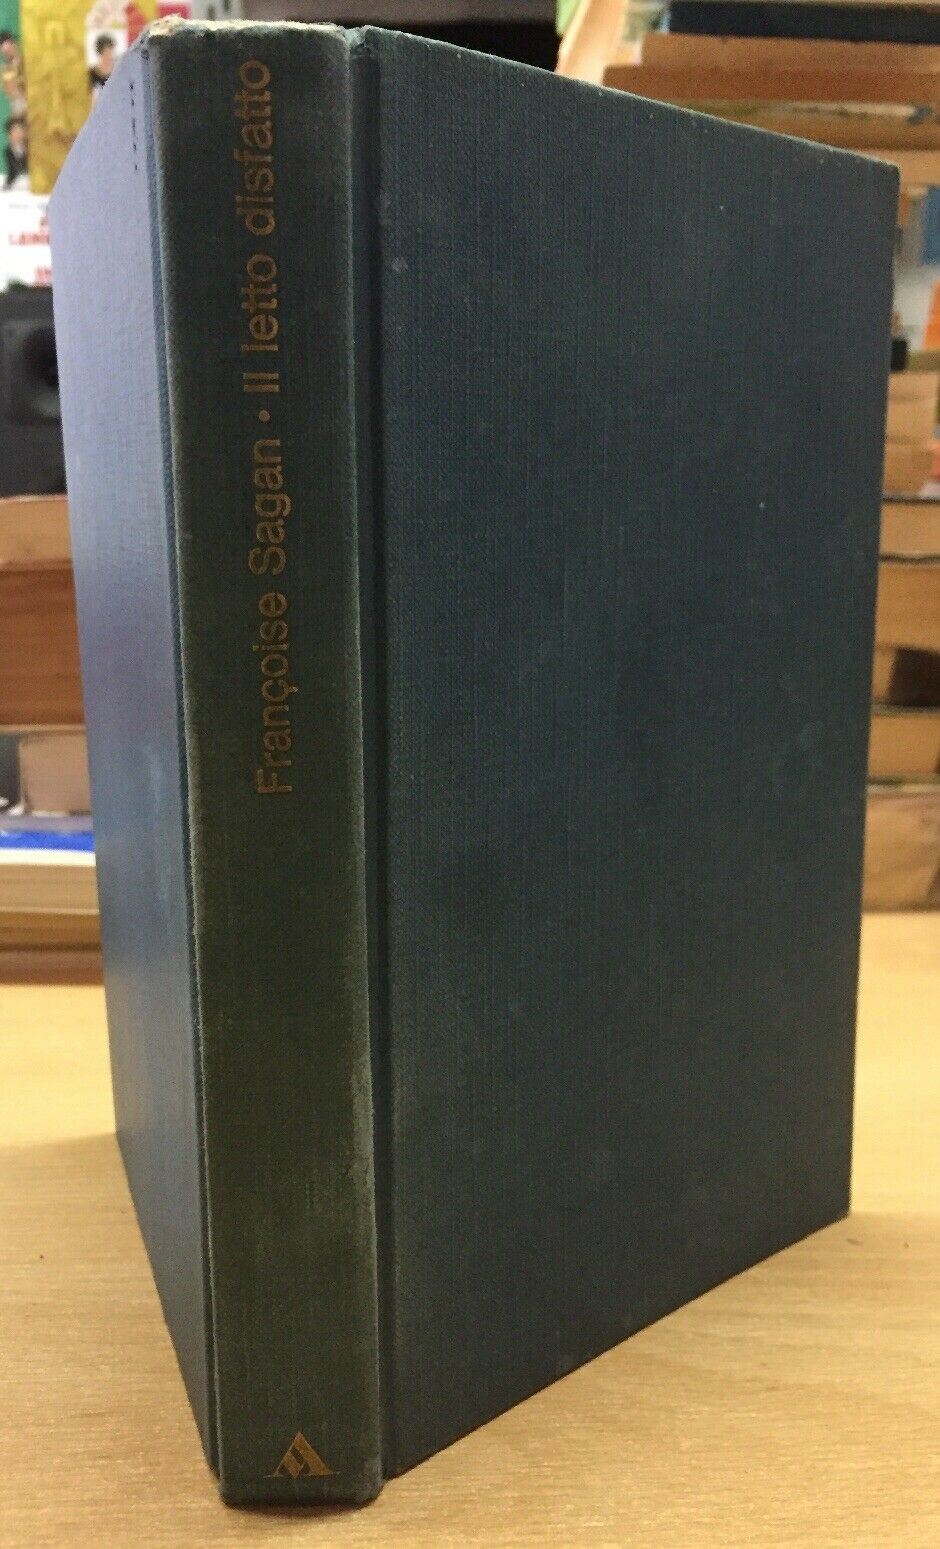 Françoise Sagan • Il letto disfatto